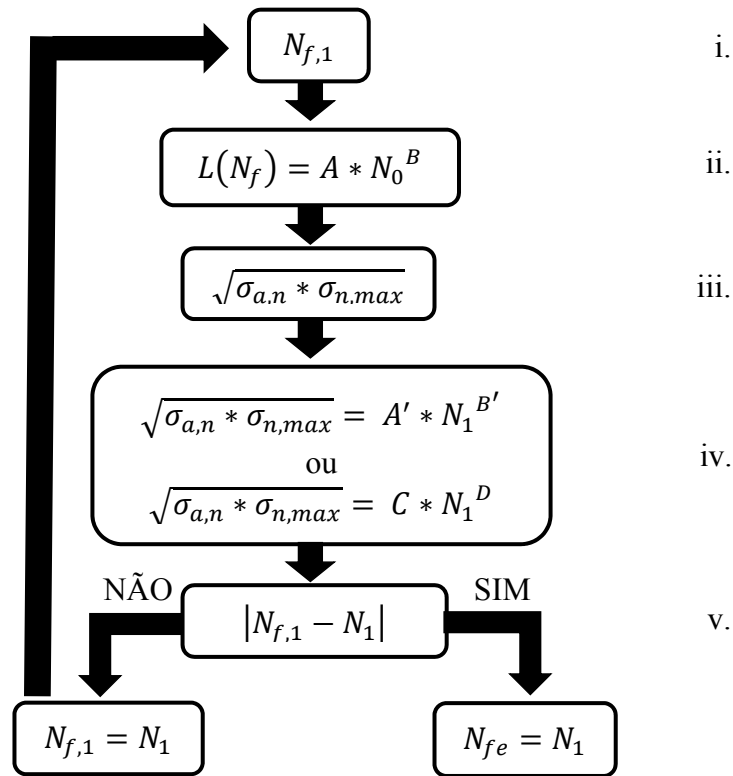 N_{f,1} i.
L(N_f) = A * N_0^B ii.
√(σ_{a,n} * σ_{n,max}) iii.
√(σ_{a,n} * σ_{n,max}) = A' * N_1^{B'}
ou iv.
√(σ_{a,n} * σ_{n,max}) = C * N_1^D
NÃO SIM
|N_{f,1} − N_1| v.
N_{f,1} = N_1 N_{fe} = N_1